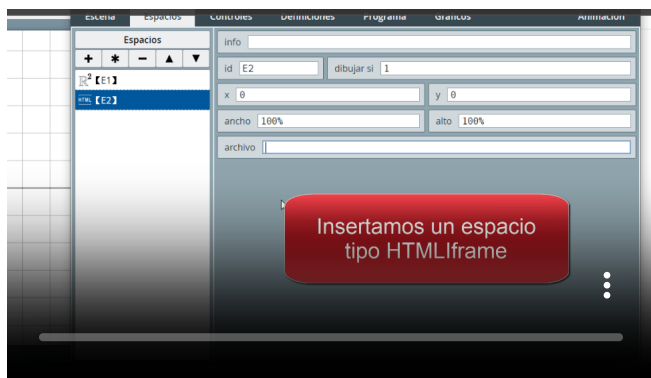 Escena Espacios Controles Definiciones Programa Gráficos Animación
Espacios
+ * − ▲ ▼
info
id E2 dibujar si 1
ℝ² 【E1】
HTML 【E2】
x 0 y 0
ancho 100% alto 100%
archivo
Insertamos un espacio
tipo HTMLIframe